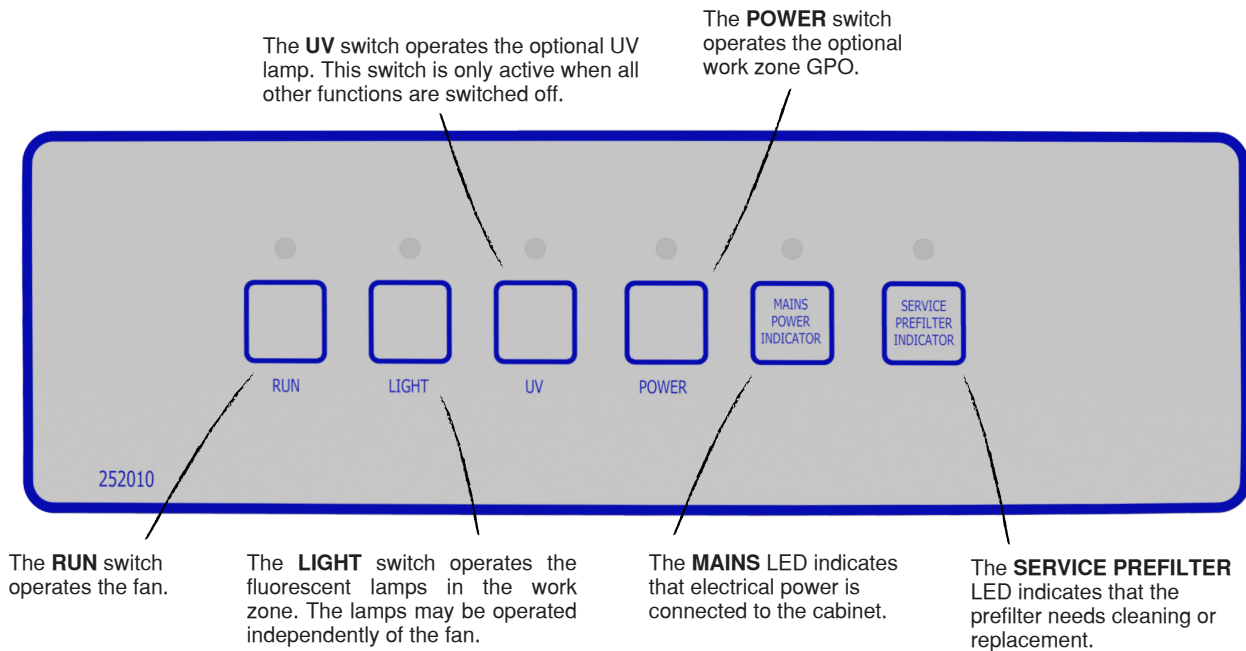 The UV switch operates the optional UV
lamp. This switch is only active when all
other functions are switched off.
The POWER switch
operates the optional
work zone GPO.
MAINS
POWER
INDICATOR
SERVICE
PREFILTER
INDICATOR
RUN
LIGHT
UV
POWER
252010
The RUN switch
operates the fan.
The LIGHT switch operates the
fluorescent lamps in the work
zone. The lamps may be operated
independently of the fan.
The MAINS LED indicates
that electrical power is
connected to the cabinet.
The SERVICE PREFILTER
LED indicates that the
prefilter needs cleaning or
replacement.